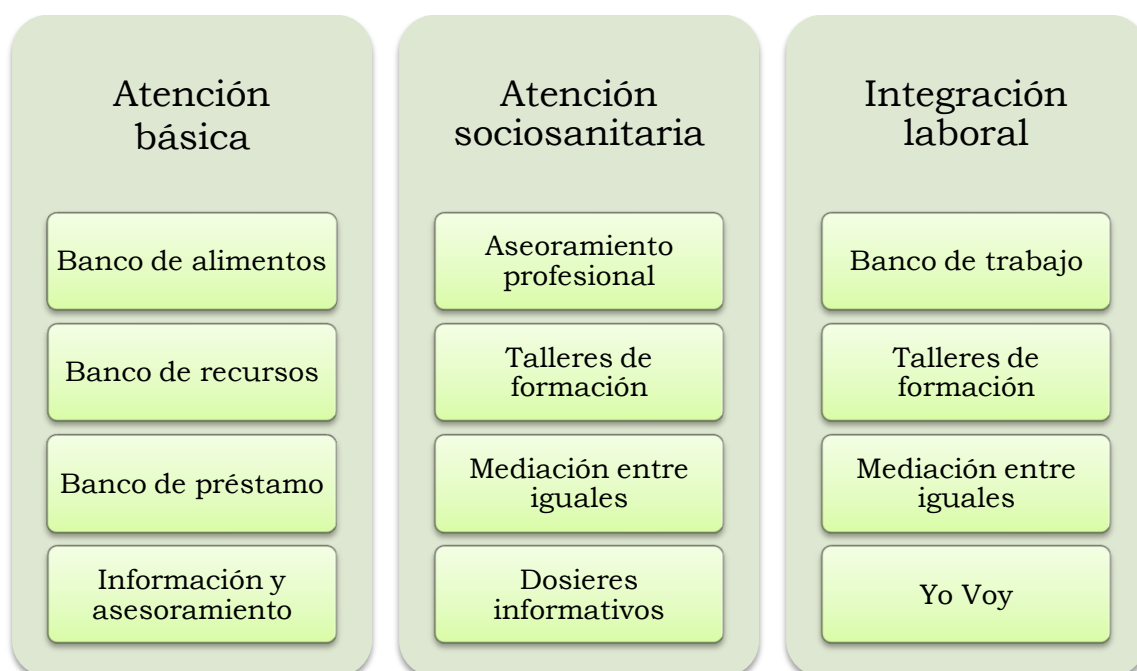 Atención
básica
Banco de alimentos
Banco de recursos
Banco de préstamo
Información y
asesoramiento
Atención
sociosanitaria
Aseoramiento
profesional
Talleres de
formación
Mediación entre
iguales
Dosieres
informativos
Integración
laboral
Banco de trabajo
Talleres de
formación
Mediación entre
iguales
Yo Voy